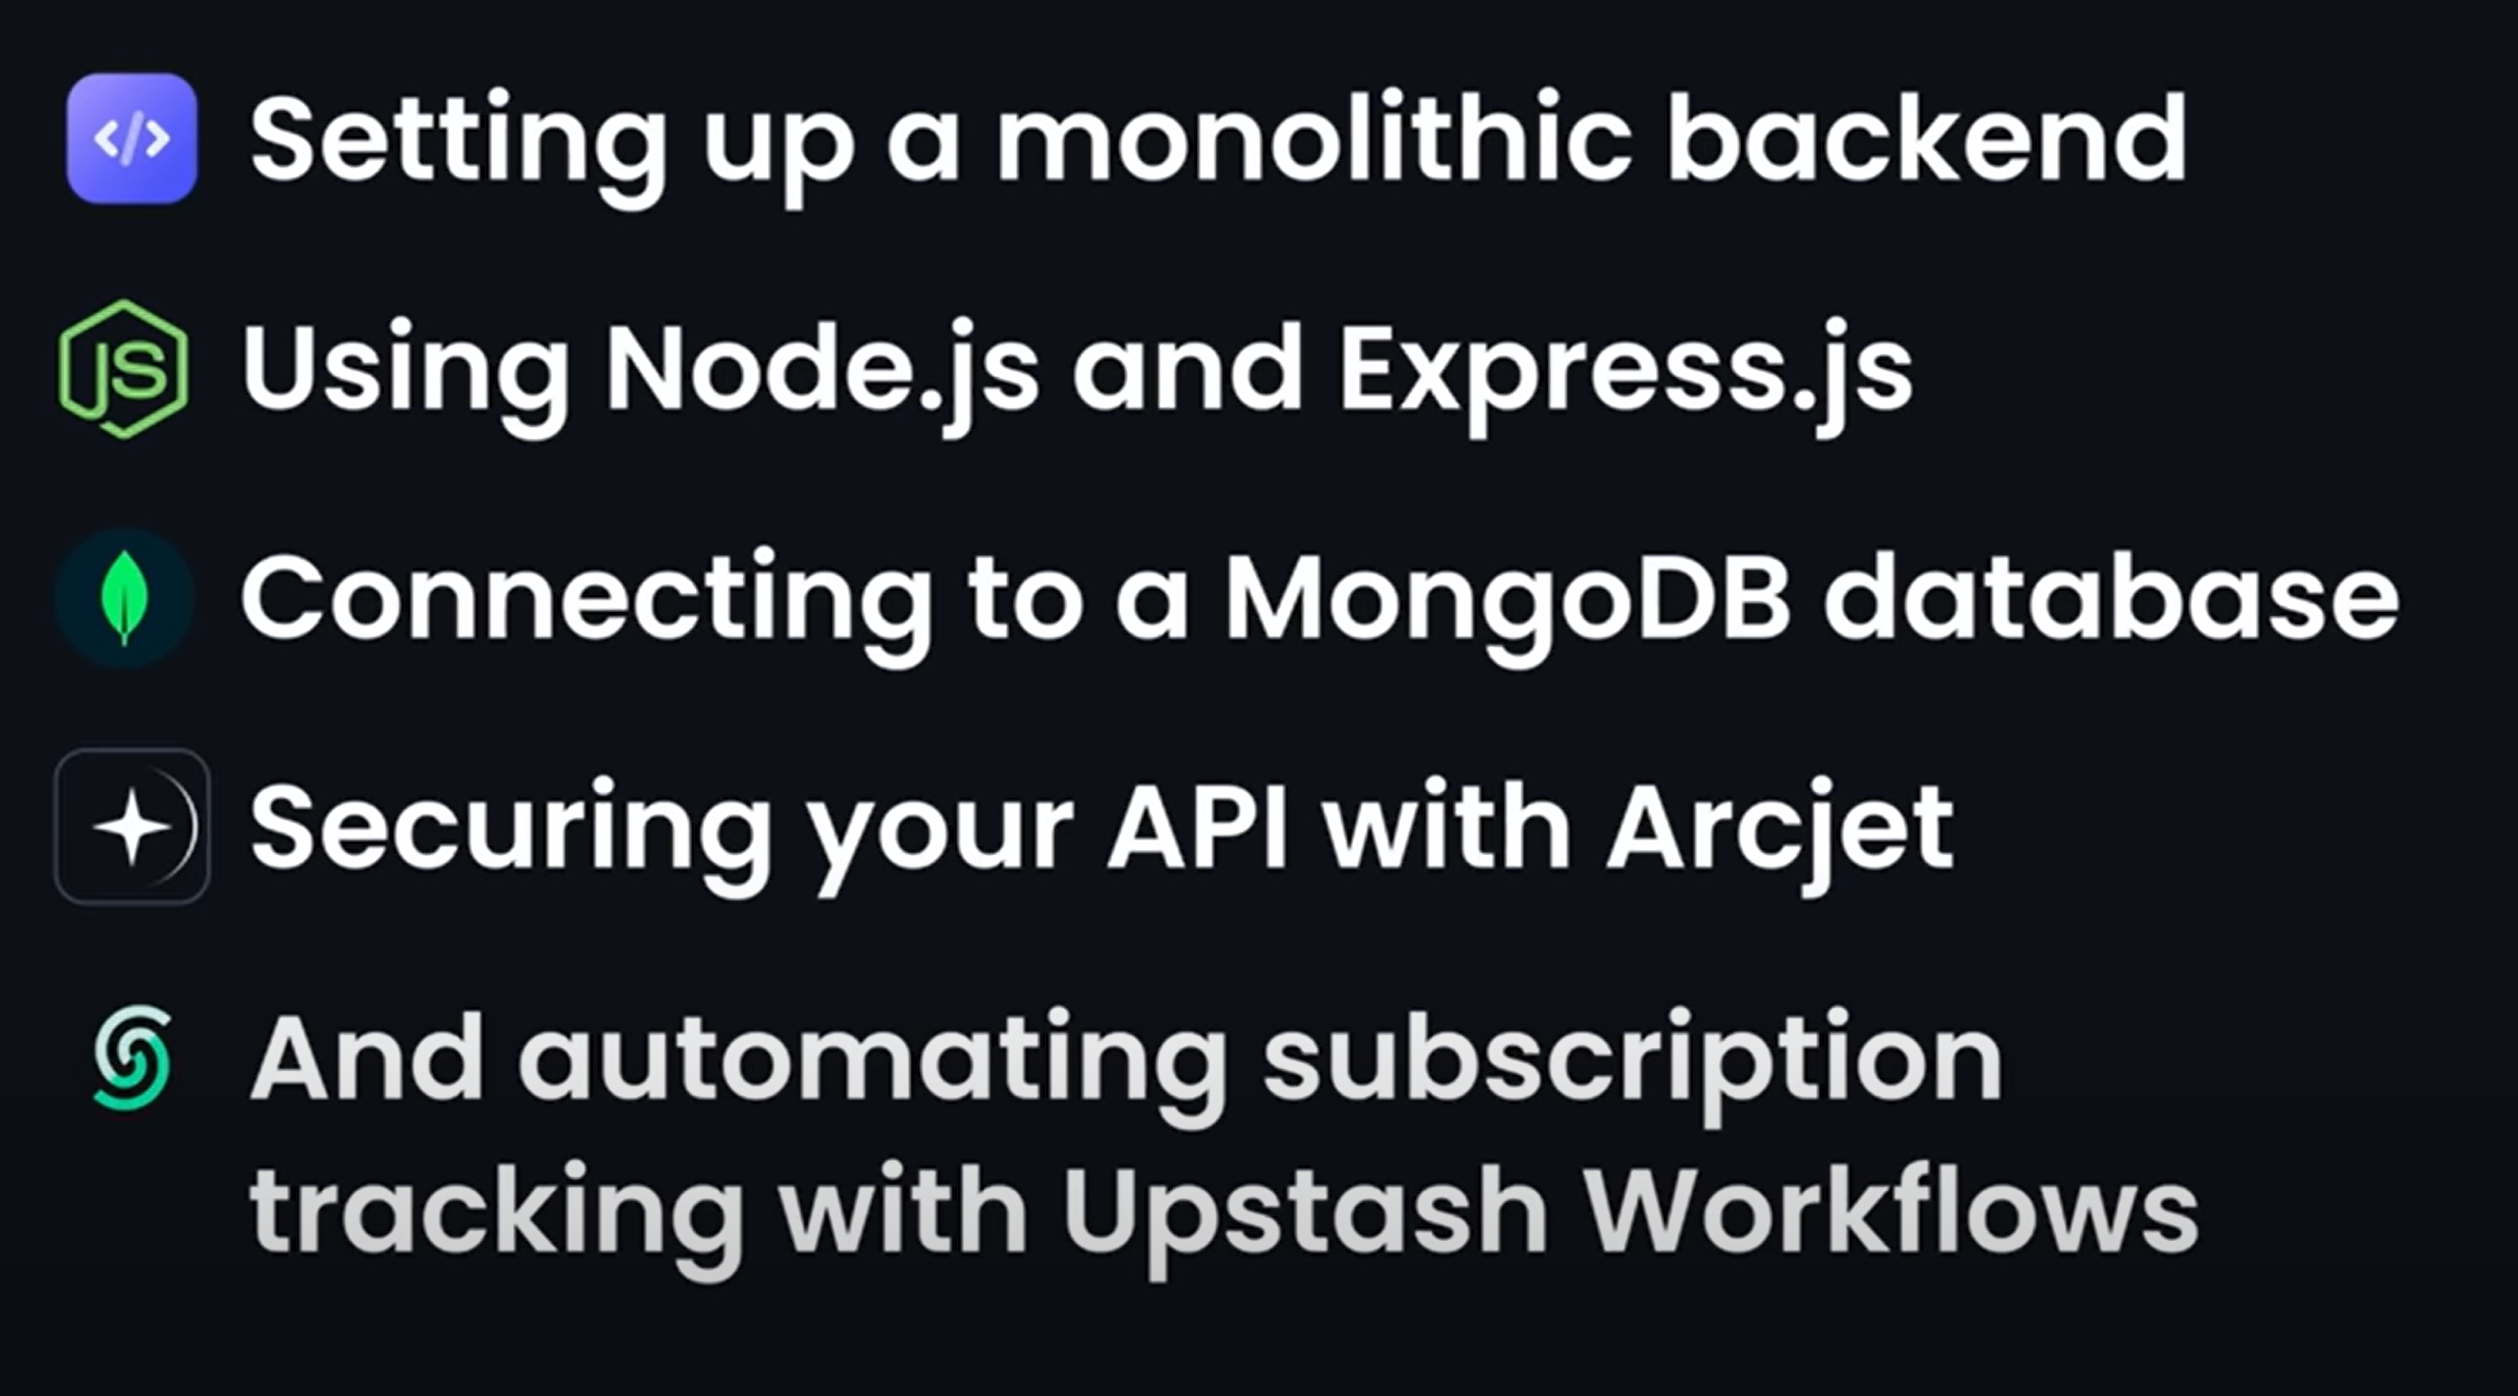 </> Setting up a monolithic backend
JS Using Node.js and Express.js
Connecting to a MongoDB database
Securing your API with Arcjet
And automating subscription
tracking with Upstash Workflows